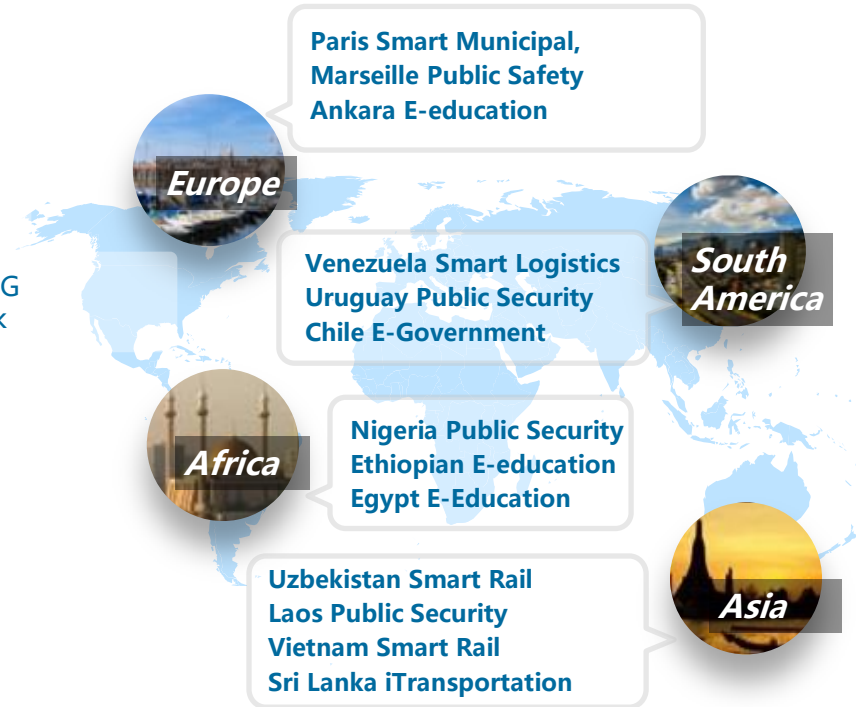 Paris Smart Municipal,
Marseille Public Safety
Ankara E-education
Europe
Venezuela Smart Logistics
Uruguay Public Security
Chile E-Government
South
America
G
k
Nigeria Public Security
Ethiopian E-education
Egypt E-Education
Africa
Uzbekistan Smart Rail
Laos Public Security
Vietnam Smart Rail
Sri Lanka iTransportation
Asia